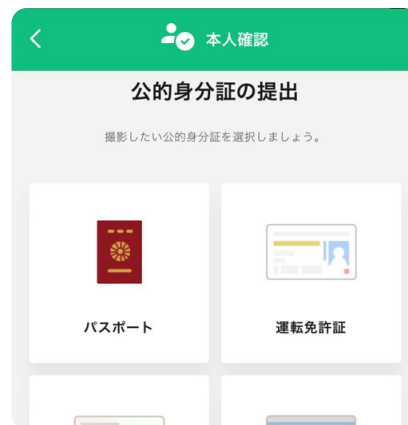 本人確認
公的身分証の提出
撮影したい公的身分証を選択しましょう。
パスポート
運転免許証